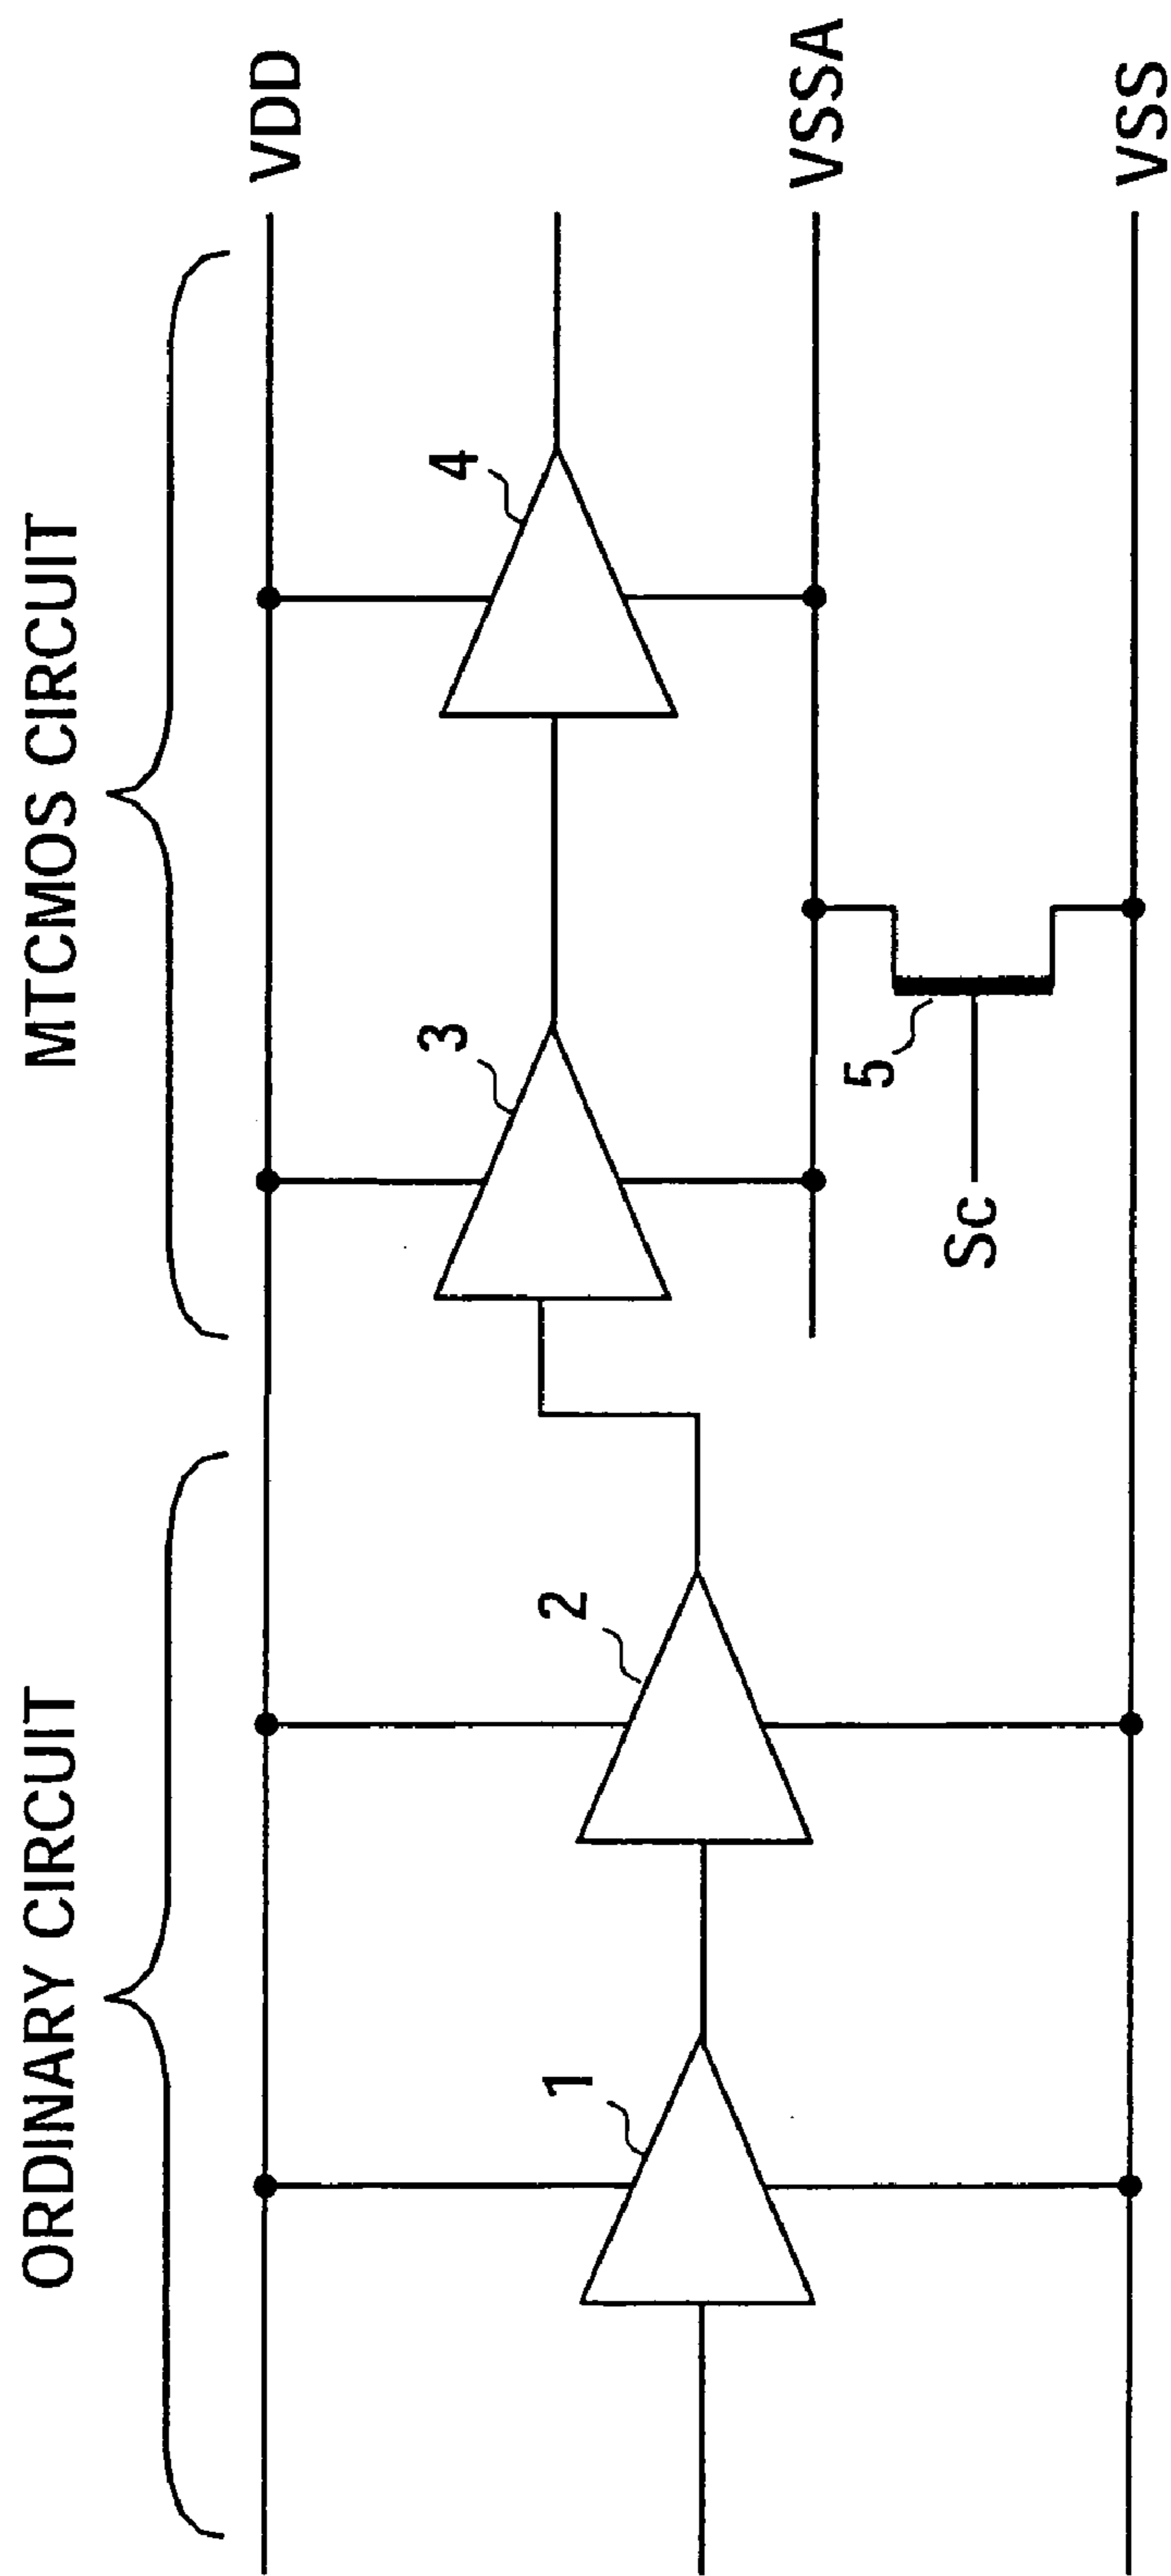 ORDINARY CIRCUIT
MTCMOS CIRCUIT
VDD
1
2
3
4
VSSA
5
Sc
VSS